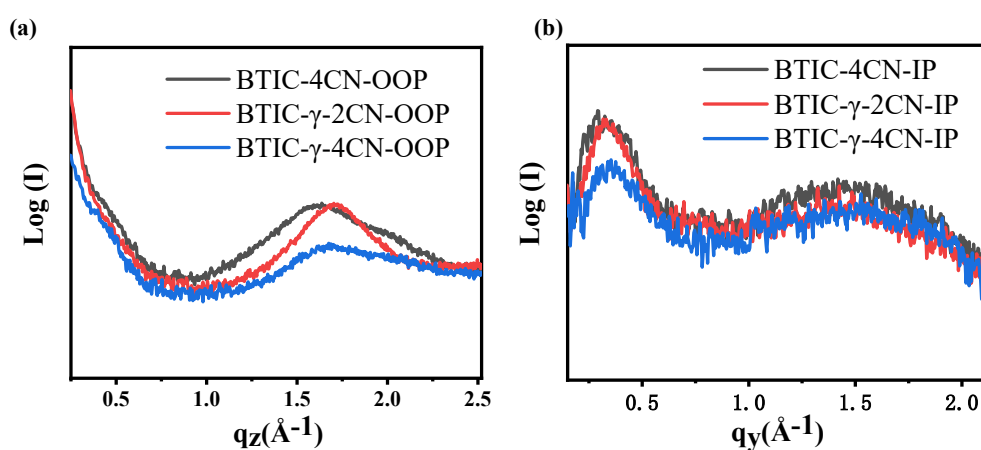 (a)
BTIC-4CN-OOP
BTIC-γ-2CN-OOP
BTIC-γ-4CN-OOP
Log (I)
0.5 1.0 1.5 2.0 2.5
qz(Å-1)
(b)
BTIC-4CN-IP
BTIC-γ-2CN-IP
BTIC-γ-4CN-IP
Log (I)
0.5 1.0 1.5 2.0
qy(Å-1)